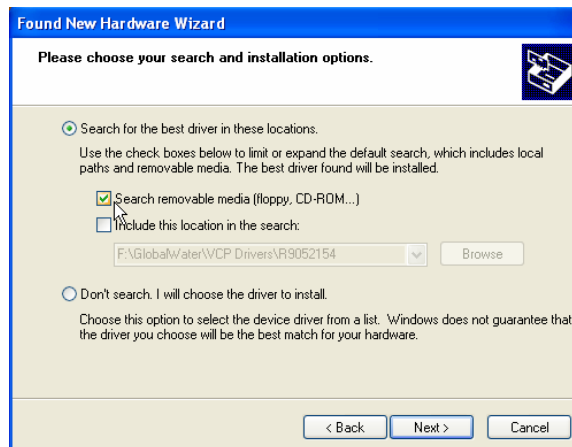 Found New Hardware Wizard
Please choose your search and installation options.
Search for the best driver in these locations.
Use the check boxes below to limit or expand the default search, which includes local
paths and removable media. The best driver found will be installed.
Search removable media (floppy, CD-ROM...)
Include this location in the search:
F:\GlobalWater\VCP Drivers\R9052154
Browse
Don't search. I will choose the driver to install.
Choose this option to select the device driver from a list. Windows does not guarantee that
the driver you choose will be the best match for your hardware.
< Back
Next >
Cancel